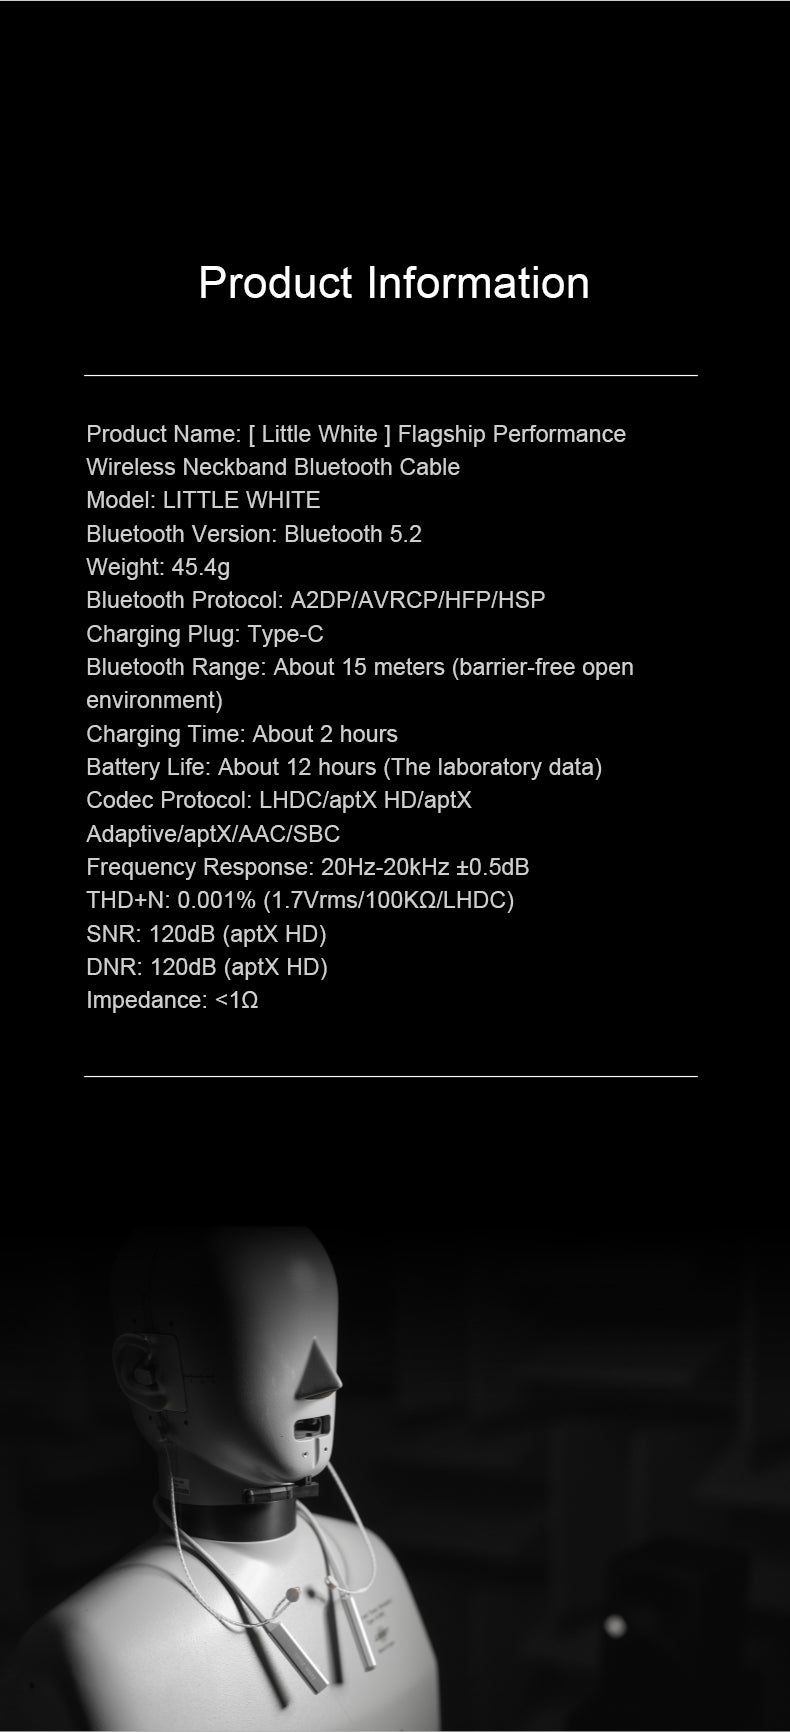 Product Information
Product Name: [ Little White ] Flagship Performance
Wireless Neckband Bluetooth Cable
Model: LITTLE WHITE
Bluetooth Version: Bluetooth 5.2
Weight: 45.4g
Bluetooth Protocol: A2DP/AVRCP/HFP/HSP
Charging Plug: Type-C
Bluetooth Range: About 15 meters (barrier-free open
environment)
Charging Time: About 2 hours
Battery Life: About 12 hours (The laboratory data)
Codec Protocol: LHDC/aptX HD/aptX
Adaptive/aptX/AAC/SBC
Frequency Response: 20Hz-20kHz ±0.5dB
THD+N: 0.001% (1.7Vrms/100KΩ/LHDC)
SNR: 120dB (aptX HD)
DNR: 120dB (aptX HD)
Impedance: <1Ω